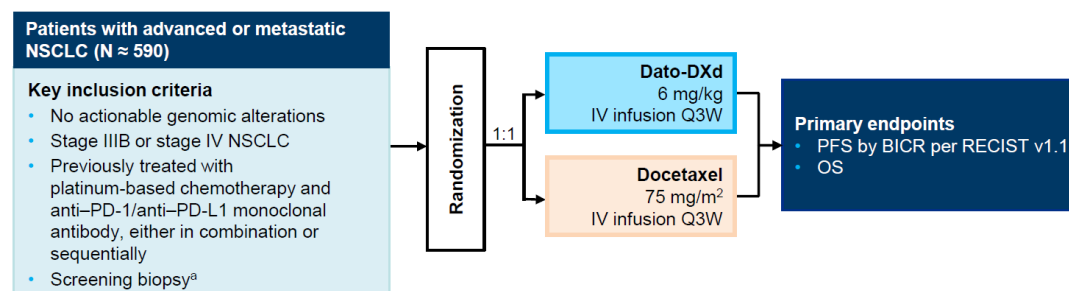 Patients with advanced or metastatic
NSCLC (N ≈ 590)
Key inclusion criteria
• No actionable genomic alterations
• Stage IIIB or stage IV NSCLC
• Previously treated with
platinum-based chemotherapy and
anti–PD-1/anti–PD-L1 monoclonal
antibody, either in combination or
sequentially
• Screening biopsyᵃ
Randomization
1:1
Dato-DXd
6 mg/kg
IV infusion Q3W
Docetaxel
75 mg/m²
IV infusion Q3W
Primary endpoints
• PFS by BICR per RECIST v1.1
• OS